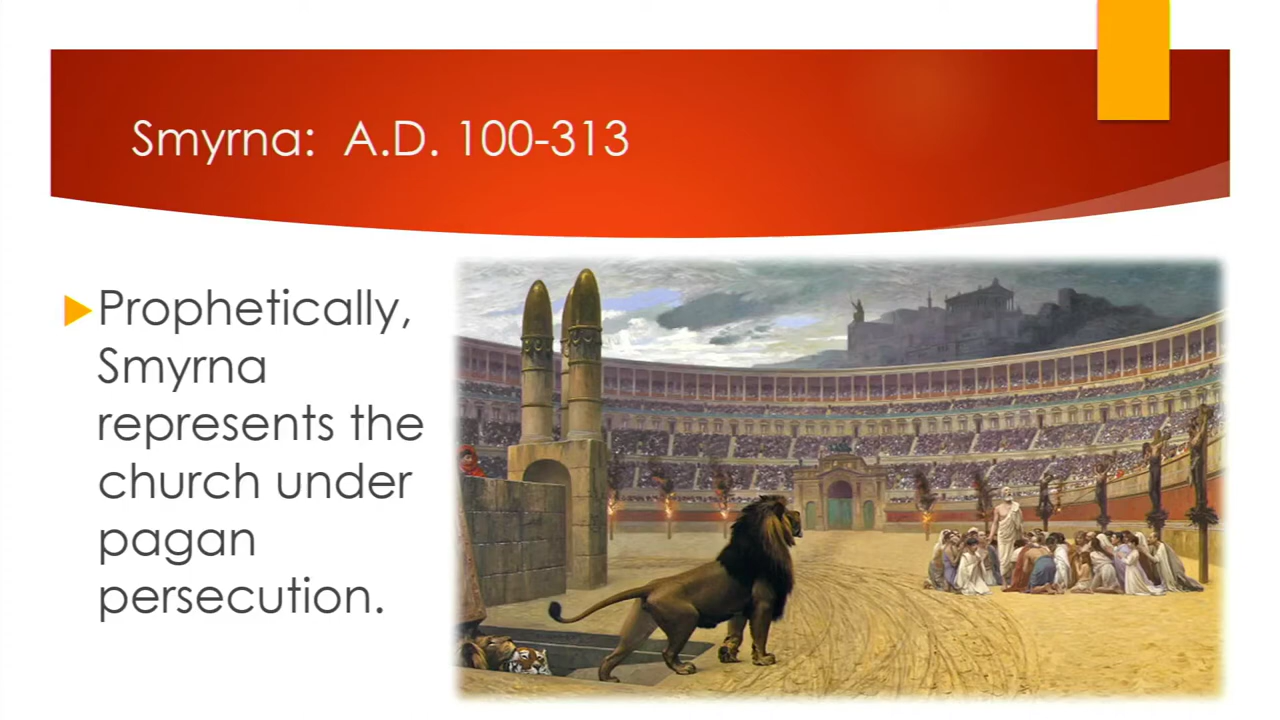 Smyrna:  A.D. 100-313
Prophetically,
Smyrna
represents the
church under
pagan
persecution.